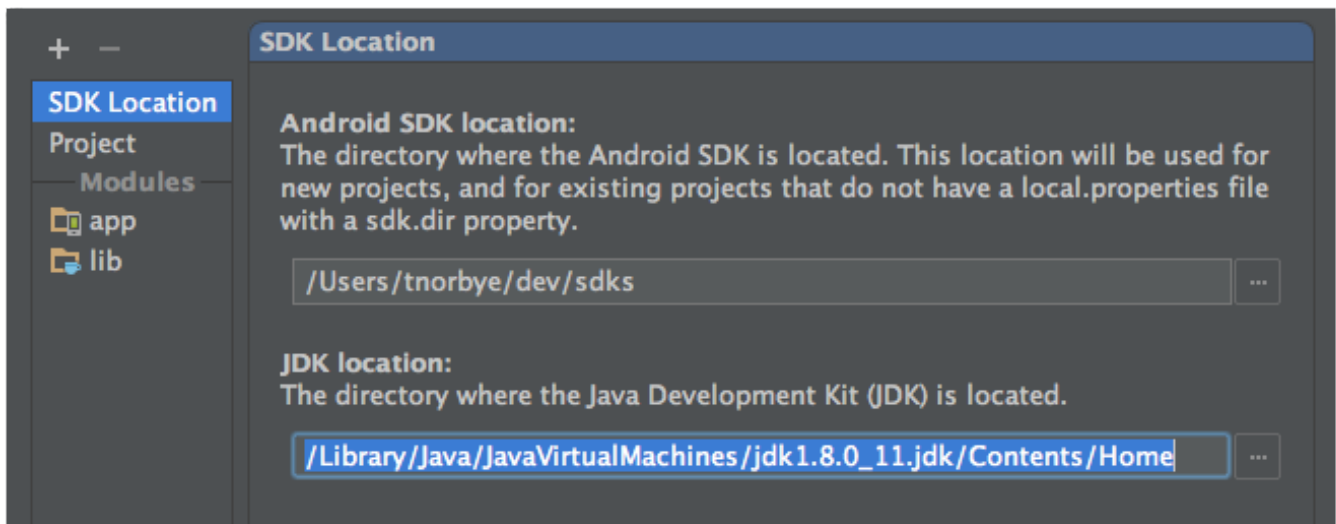 + −
SDK Location
Project
Modules
app
lib
SDK Location
Android SDK location:
The directory where the Android SDK is located. This location will be used for
new projects, and for existing projects that do not have a local.properties file
with a sdk.dir property.
/Users/tnorbye/dev/sdks
...
JDK location:
The directory where the Java Development Kit (JDK) is located.
/Library/Java/JavaVirtualMachines/jdk1.8.0_11.jdk/Contents/Home
...